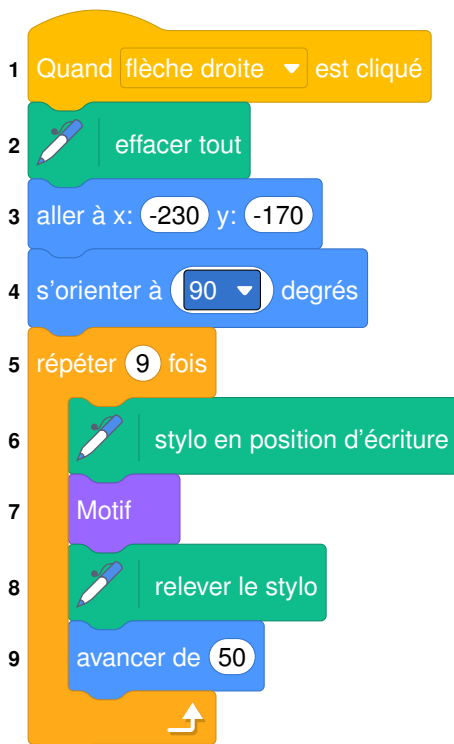 1 Quand flèche droite est cliqué
2 effacer tout
3 aller à x: -230 y: -170
4 s'orienter à 90 degrés
5 répéter 9 fois
6 stylo en position d'écriture
7 Motif
8 relever le stylo
9 avancer de 50